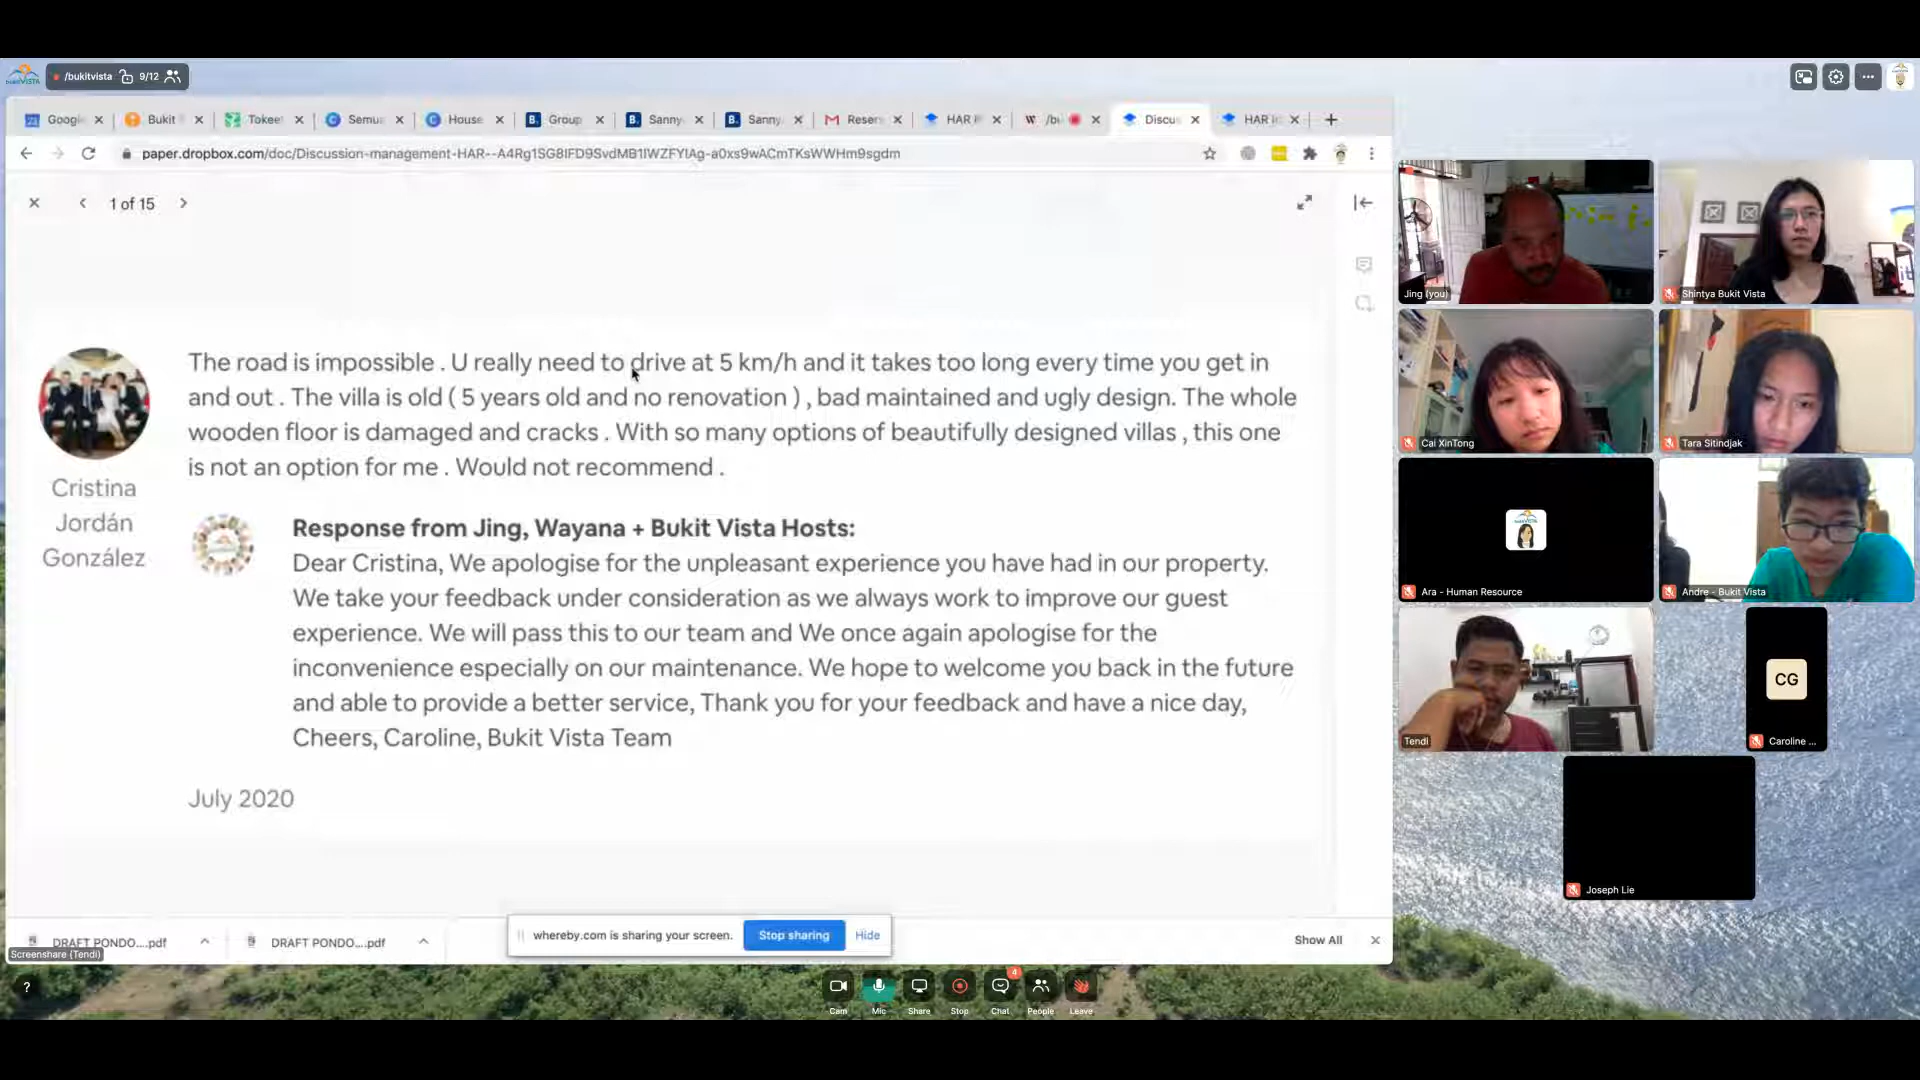 /bukitvista 9/12
Google
Bukit
Tokee
Semua
House
Group
Sanny
Sanny
Reserv
HAR
/bu
Discus
HAR
paper.dropbox.com/doc/Discussion-management-HAR--A4Rg1SG8IFD9SvdMB1IWZFYIAg-a0xs9wACmTKsWWHm9sgdm
1 of 15
The road is impossible . U really need to drive at 5 km/h and it takes too long every time you get in
and out . The villa is old ( 5 years old and no renovation ) , bad maintained and ugly design. The whole
wooden floor is damaged and cracks . With so many options of beautifully designed villas , this one
is not an option for me . Would not recommend .
Cristina
Jordán
González
Response from Jing, Wayana + Bukit Vista Hosts:
Dear Cristina, We apologise for the unpleasant experience you have had in our property.
We take your feedback under consideration as we always work to improve our guest
experience. We will pass this to our team and We once again apologise for the
inconvenience especially on our maintenance. We hope to welcome you back in the future
and able to provide a better service, Thank you for your feedback and have a nice day,
Cheers, Caroline, Bukit Vista Team
July 2020
DRAFT PONDO....pdf
DRAFT PONDO....pdf
whereby.com is sharing your screen.
Stop sharing
Hide
Show All
Screenshare (Tendi)
Jing (you)
Shintya Bukit Vista
Cai XinTong
Tara Sitindjak
Ara - Human Resource
Andre - Bukit Vista
Tendi
CG
Caroline ...
Joseph Lie
?
4
Cam
Mic
Share
Stop
Chat
People
Leave